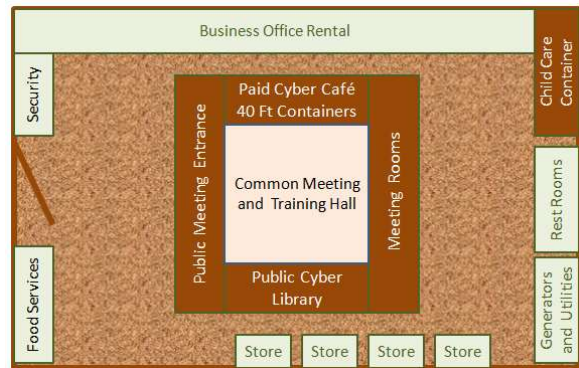 Business Office Rental
Child Care
Container
Security
Paid Cyber Café
40 Ft Containers
Public Meeting Entrance
Common Meeting
and Training Hall
Meeting Rooms
Rest Rooms
Public Cyber
Library
Food Services
Generators
and Utilities
Store
Store
Store
Store